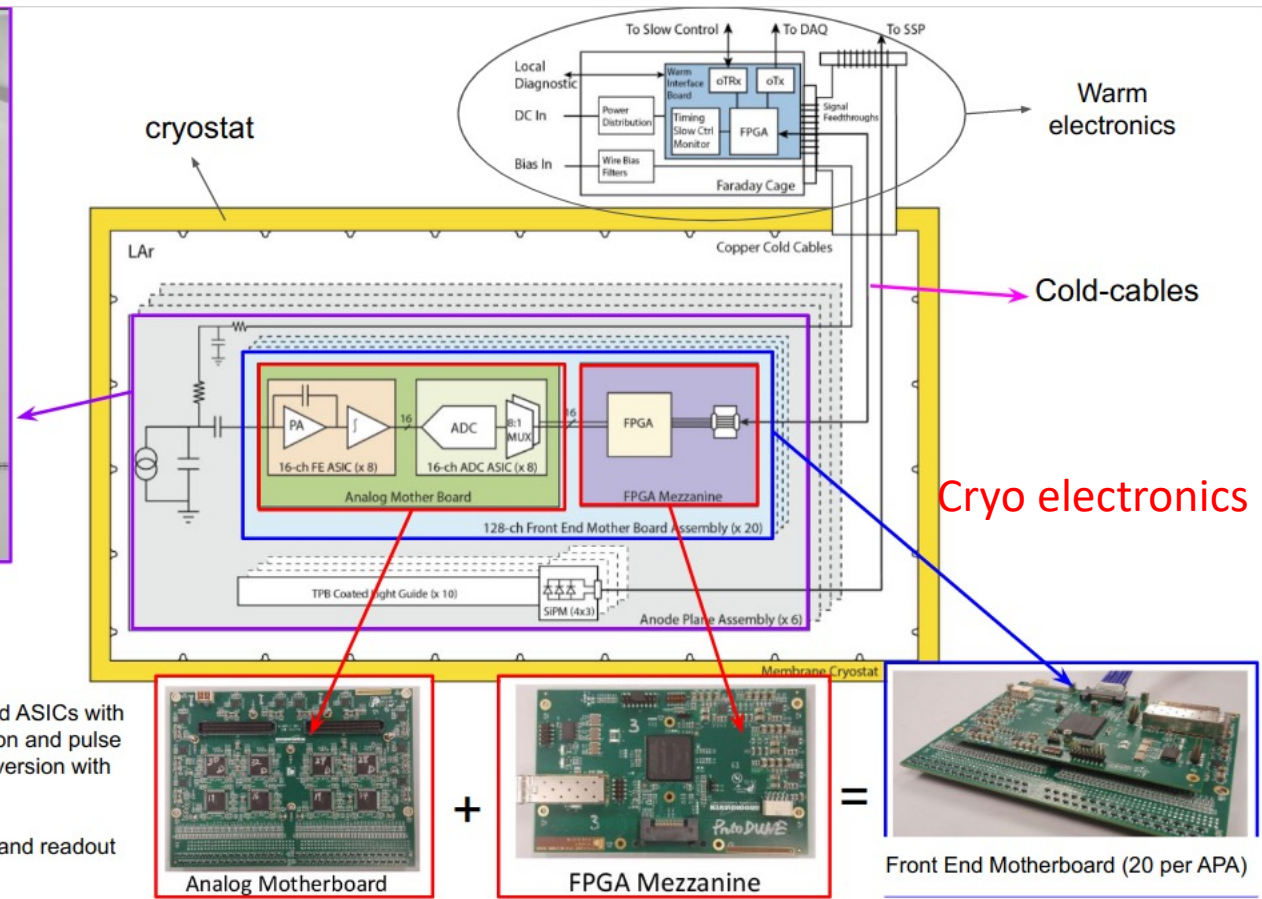 To Slow Control
To DAQ
To SSP
Local
Diagnostic
Warm
Interface
Board
oTRx
oTx
DC In
Power
Distribution
Timing
Slow Ctrl
Monitor
FPGA
Signal
Feedthroughs
Bias In
Wire Bias
Filters
Faraday Cage
Warm
electronics
cryostat
LAr
Copper Cold Cables
Cold-cables
PA
∫
16
ADC
8:1
MUX
16
FPGA
16-ch FE ASIC (x 8)
16-ch ADC ASIC (x 8)
Analog Mother Board
FPGA Mezzanine
128-ch Front End Mother Board Assembly (x 20)
Cryo electronics
TPB Coated Light Guide (x 10)
SiPM (4x3)
Anode Plane Assembly (x 6)
Membrane Cryostat
d ASICs with
on and pulse
version with
and readout
3
3
ProtoDUNE
+
=
Analog Motherboard
FPGA Mezzanine
Front End Motherboard (20 per APA)